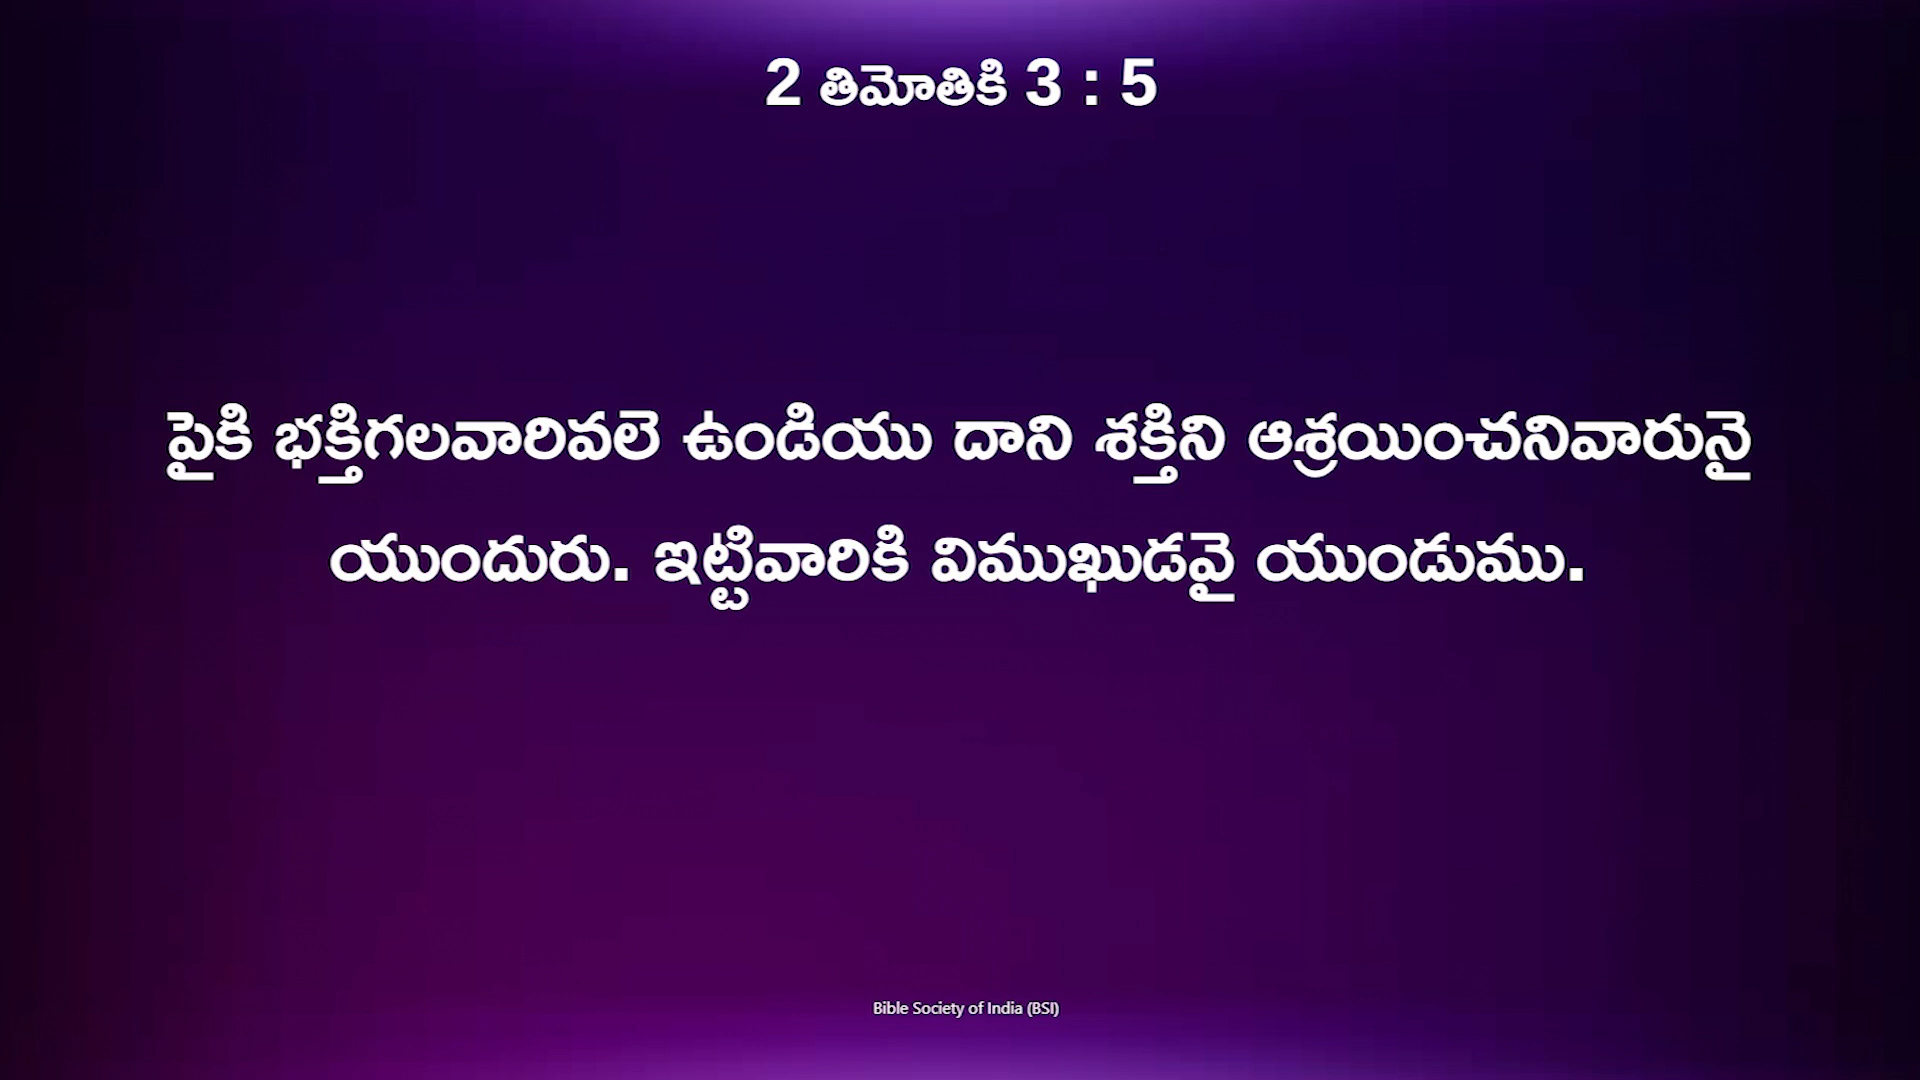 2 తిమోతికి 3 : 5
పైకి భక్తిగలవారివలె ఉండియు దాని శక్తిని ఆశ్రయించనివారునై
యుందురు. ఇట్టివారికి విముఖుడవై యుండుము.
Bible Society of India (BSI)